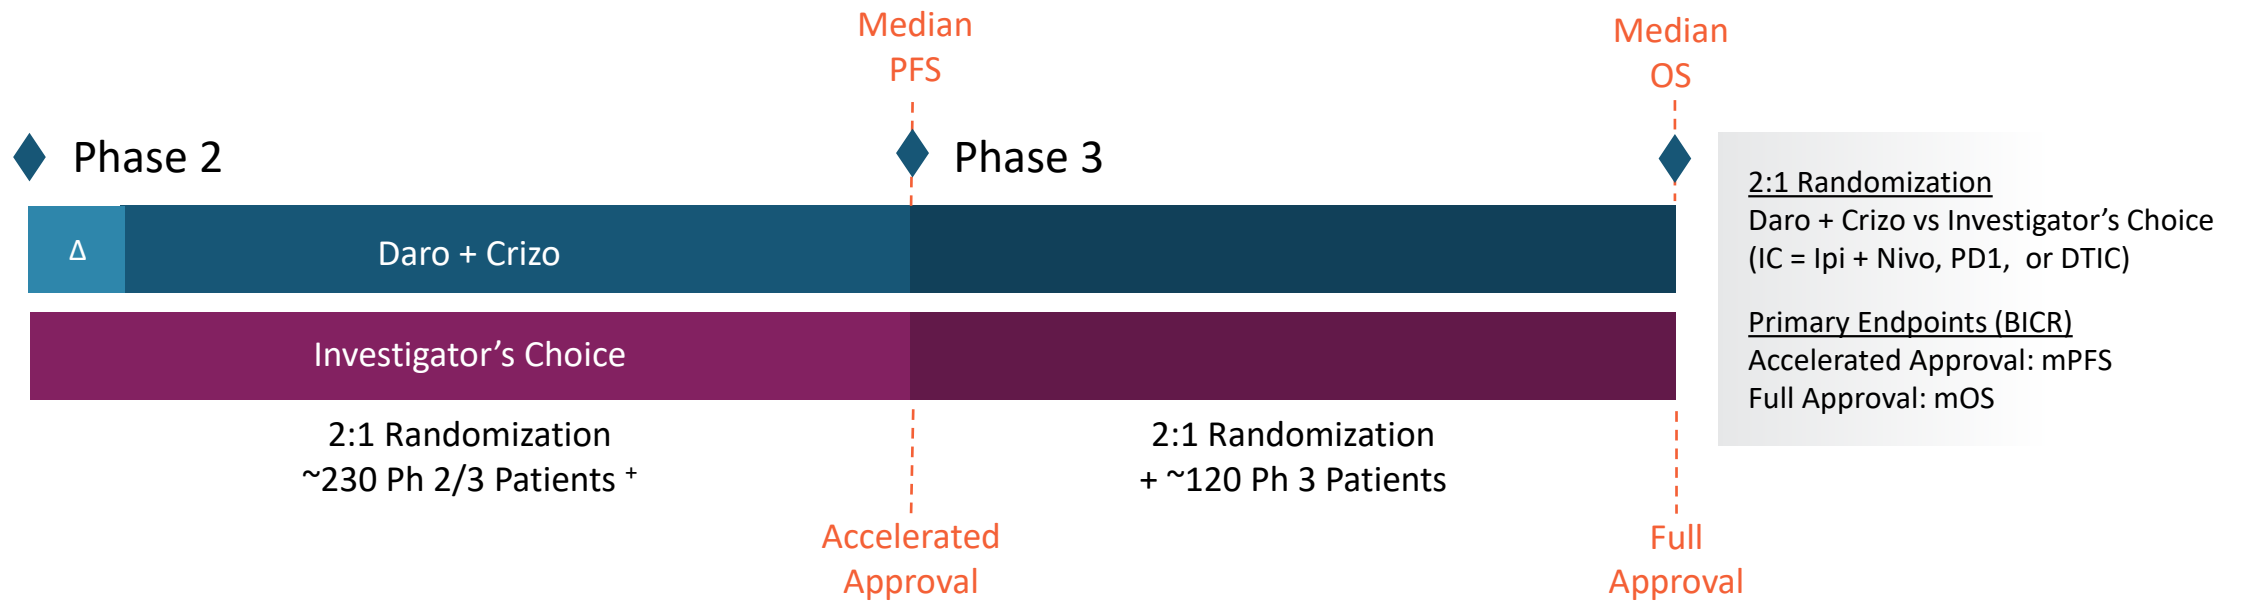 Median
PFS
Median
OS
Phase 2
Phase 3
Δ
Daro + Crizo
Investigator’s Choice
2:1 Randomization
~230 Ph 2/3 Patients ⁺
2:1 Randomization
+ ~120 Ph 3 Patients
Accelerated
Approval
Full
Approval
2:1 Randomization
Daro + Crizo vs Investigator’s Choice
(IC = Ipi + Nivo, PD1, or DTIC)
Primary Endpoints (BICR)
Accelerated Approval: mPFS
Full Approval: mOS